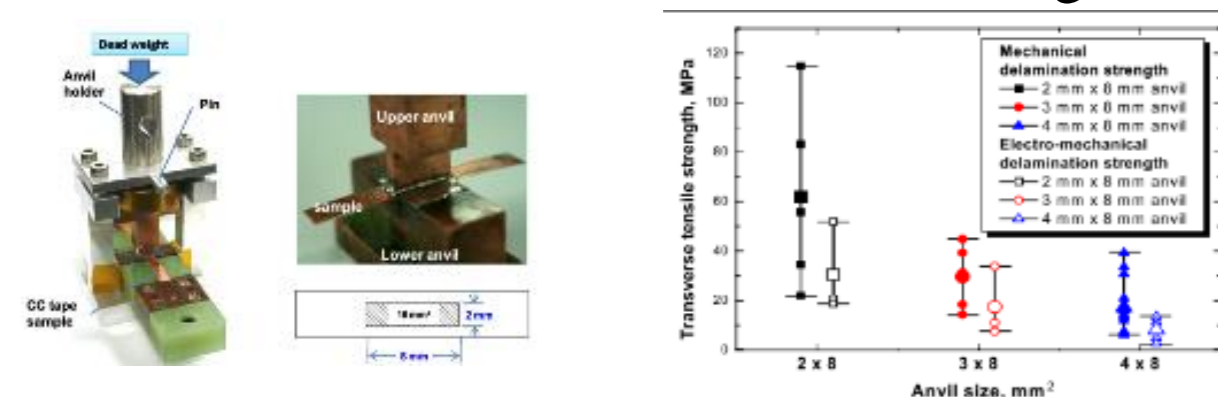 Dead weight
Anvil
holder
Pin
CC tape
sample
Upper anvil
sample
Lower anvil
16 mm²
2 mm
8 mm
Transverse tensile strength, MPa
120
100
80
60
40
20
0
Mechanical
delamination strength
2 mm x 8 mm anvil
3 mm x 8 mm anvil
4 mm x 8 mm anvil
Electro-mechanical
delamination strength
2 mm x 8 mm anvil
3 mm x 8 mm anvil
4 mm x 8 mm anvil
2 x 8
3 x 8
4 x 8
Anvil size, mm²